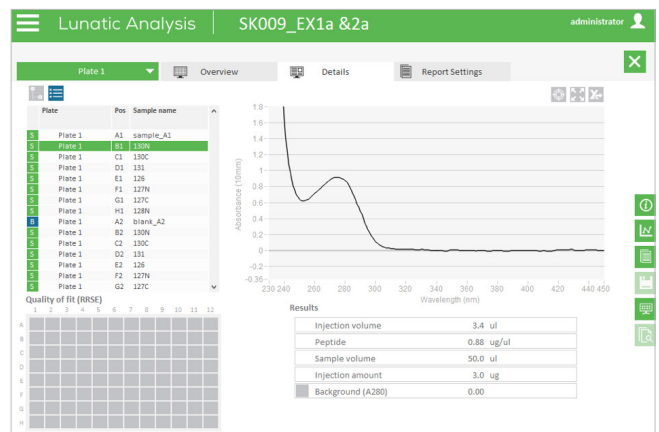 Lunatic Analysis SK009_EX1a &2a administrator
Plate 1 Overview Details Report Settings
Plate Pos Sample name
S Plate 1 A1 sample_A1
S Plate 1 B1 130N
S Plate 1 C1 130C
S Plate 1 D1 131
S Plate 1 E1 126
S Plate 1 F1 127N
S Plate 1 G1 127C
S Plate 1 H1 128N
B Plate 1 A2 blank_A2
S Plate 1 B2 130N
S Plate 1 C2 130C
S Plate 1 D2 131
S Plate 1 E2 126
S Plate 1 F2 127N
S Plate 1 G2 127C
Absorbance (10mm)
1.8
1.6
1.4
1.2
1
0.8
0.6
0.4
0.2
0
-0.2
-0.36
230 240 260 280 300 320 340 360 380 400 420 440 450
Wavelength (nm)
Quality of fit (RRSE)
1 2 3 4 5 6 7 8 9 10 11 12
A
B
C
D
E
F
G
H
Results
Injection volume 3.4 ul
Peptide 0.88 ug/ul
Sample volume 50.0 ul
Injection amount 3.0 ug
Background (A280) 0.00